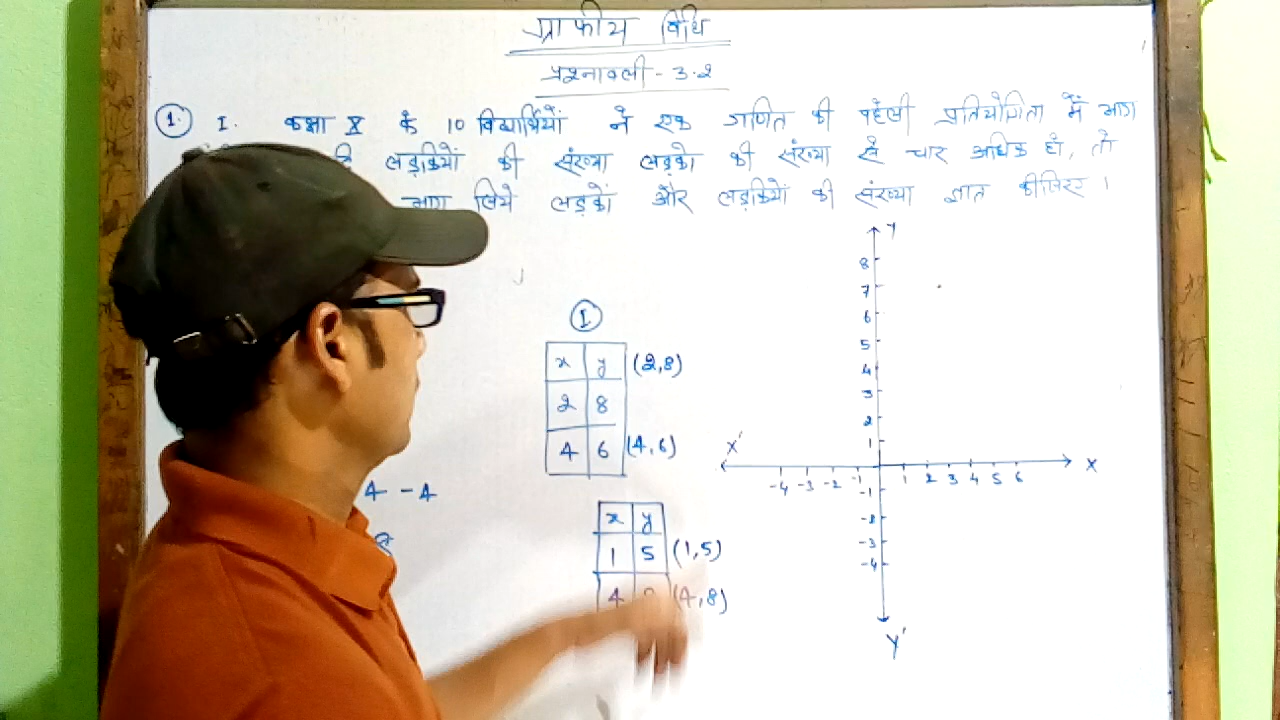 ग्राफीय विधि
प्रश्नावली - 3.2
1. I. कक्षा X के 10 विद्यार्थियों ने एक गणित की पहेली प्रतियोगिता में भाग
लड़कियों की संख्या लड़कों की संख्या से चार अधिक हो, तो
भाग लिये लड़कों और लड़कियों की संख्या ज्ञात कीजिए।
I
x y (2,8)
2 8
4 6 (4,6)
4 -4
x y
1 5 (1,5)
4 (4,8)
Y
8
7
6
5
4
3
2
1
X' X
-4 -3 -2 -1 1 2 3 4 5 6
-1
-2
-3
-4
Y'